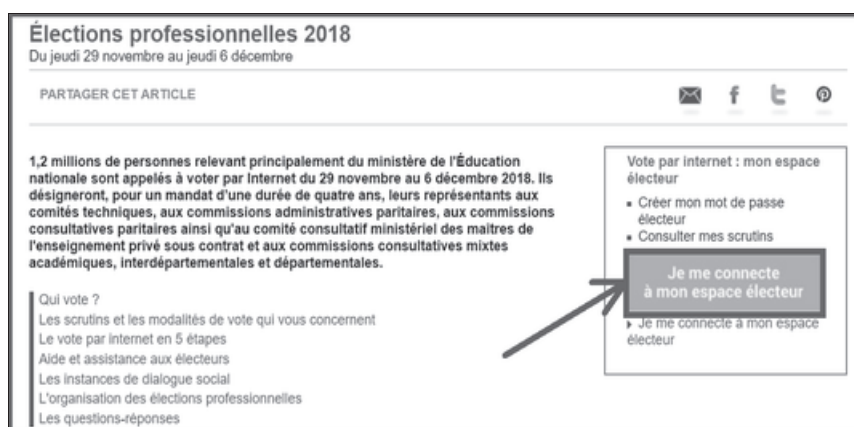 Élections professionnelles 2018
Du jeudi 29 novembre au jeudi 6 décembre
PARTAGER CET ARTICLE
1,2 millions de personnes relevant principalement du ministère de l'Éducation
nationale sont appelés à voter par Internet du 29 novembre au 6 décembre 2018. Ils
désigneront, pour un mandat d'une durée de quatre ans, leurs représentants aux
comités techniques, aux commissions administratives paritaires, aux commissions
consultatives paritaires ainsi qu'au comité consultatif ministériel des maitres de
l'enseignement privé sous contrat et aux commissions consultatives mixtes
académiques, interdépartementales et départementales.
Qui vote ?
Les scrutins et les modalités de vote qui vous concernent
Le vote par internet en 5 étapes
Aide et assistance aux électeurs
Les instances de dialogue social
L'organisation des élections professionnelles
Les questions-réponses
Vote par internet : mon espace
électeur
Créer mon mot de passe
électeur
Consulter mes scrutins
Je me connecte
à mon espace électeur
Je me connecte à mon espace
électeur